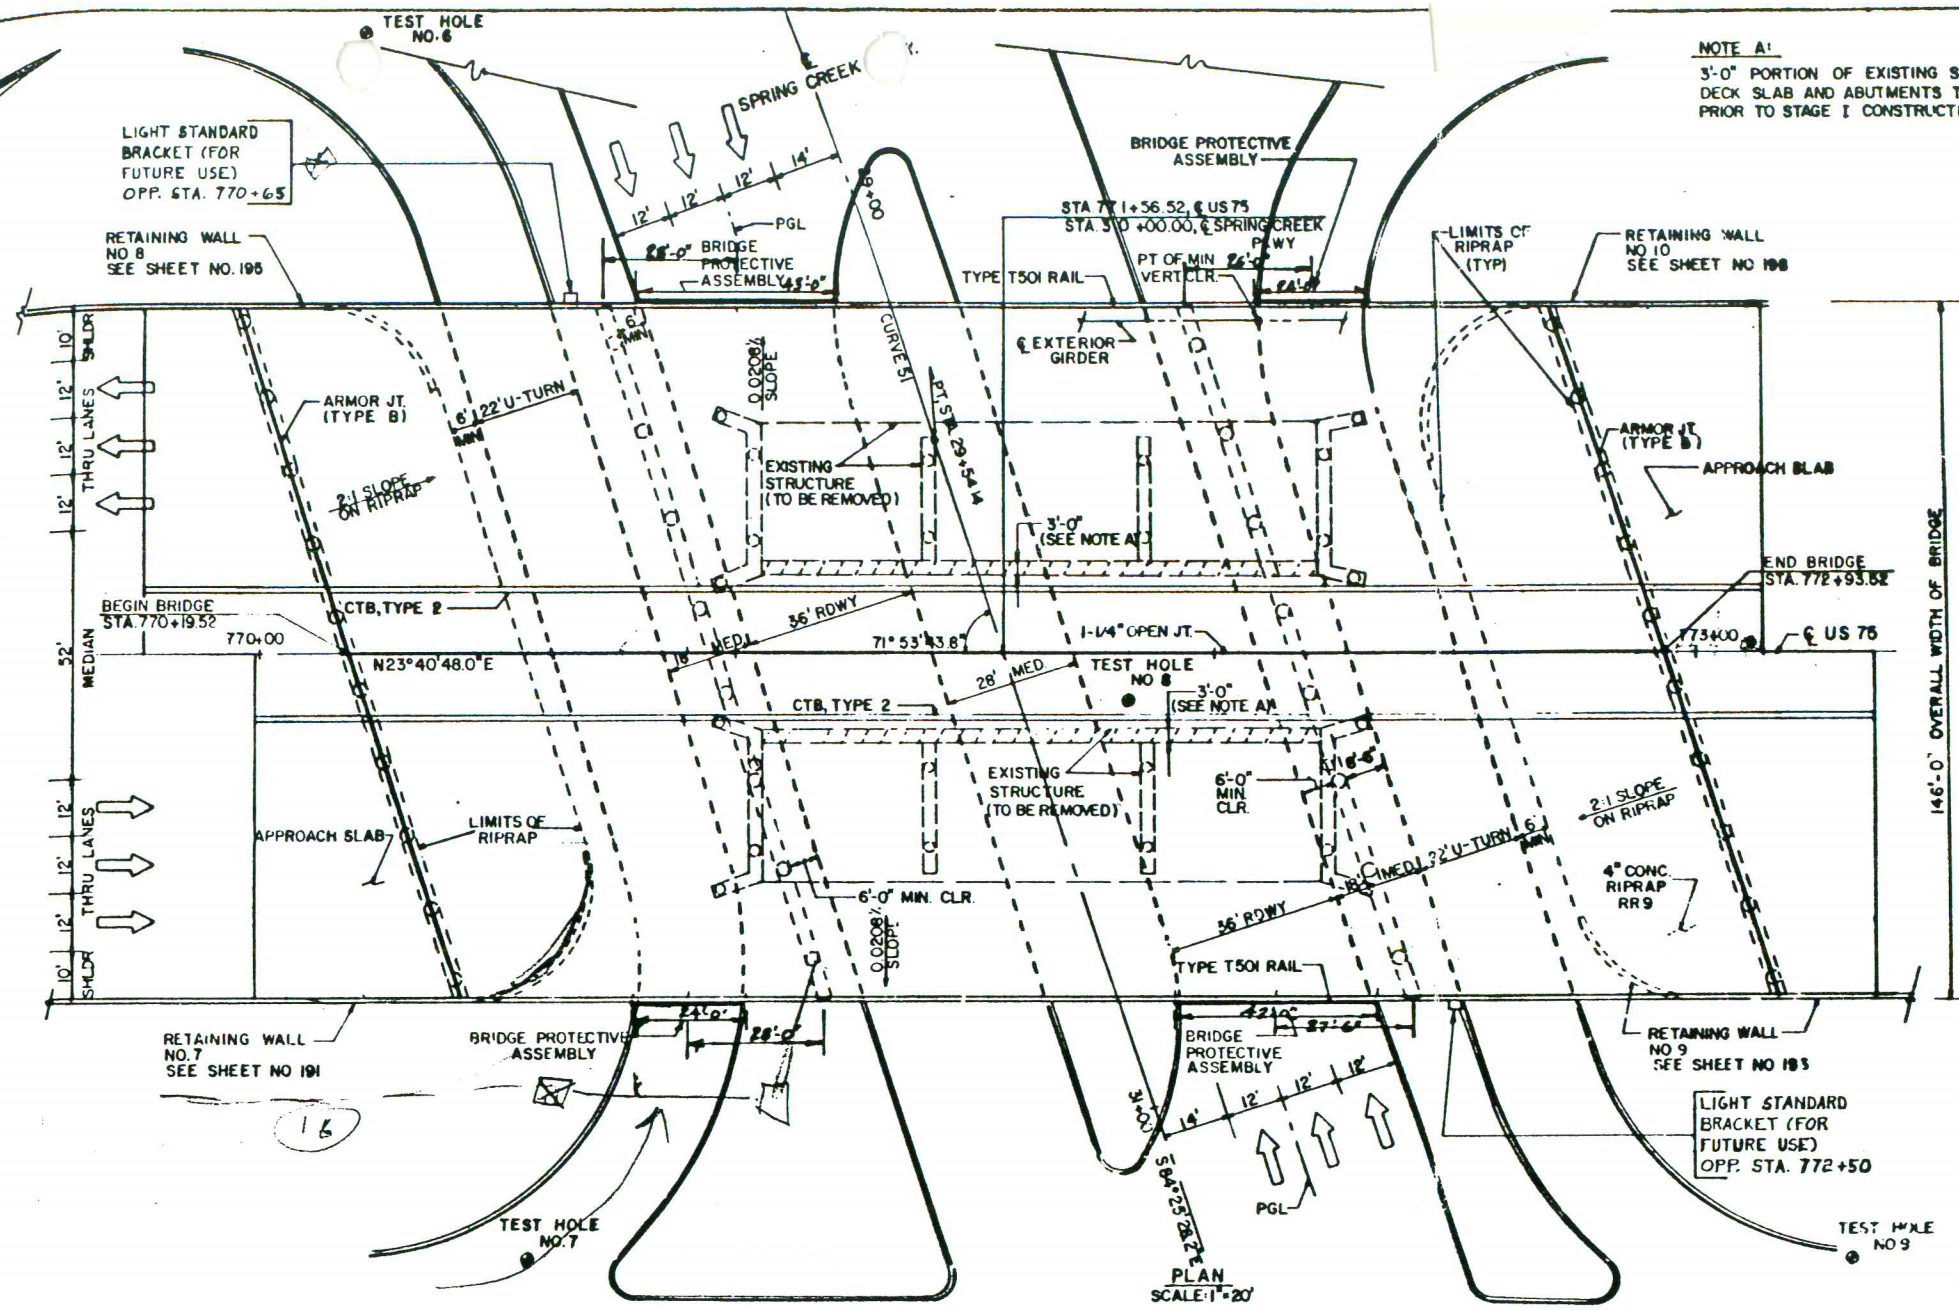 TEST HOLE
NO. 6
SPRING CREEK
NOTE A:
3'-0" PORTION OF EXISTING
DECK SLAB AND ABUTMENTS
PRIOR TO STAGE I
LIGHT STANDARD
BRACKET (FOR
FUTURE USE)
OPP. STA. 770+65
BRIDGE PROTECTIVE
ASSEMBLY
12'
12'
12'
14'
PGL
STA. 771+56.52, ℄ US 75
+00.00, ℄ SPRING CREEK
PKWY
RETAINING WALL
NO 8
SEE SHEET NO. 195
BRIDGE
PROTECTIVE
ASSEMBLY
TYPE T501 RAIL
PT OF MIN
VERT CLR.
24'-0"
LIMITS OF
RIPRAP
(TYP)
RETAINING WALL
NO 10
SEE SHEET NO
10'
SHLDR
6'
MIN
CURVE 51
℄ EXTERIOR
GIRDER
0.0208%
SLOPE
12'
12'
12'
THRU LANES
ARMOR JT.
(TYPE B)
6'
MIN
22' U-TURN
2:1 SLOPE
ON RIPRAP
EXISTING
STRUCTURE
(TO BE REMOVED)
ARMOR JT.
(TYPE B)
APPROACH SLAB
3'-0"
(SEE NOTE A)
BEGIN BRIDGE
STA. 770+19.52
CTB, TYPE 2
END BRIDGE
STA. 772+93.52
770+00
N23°40'48.0"E
MED.
36' RDWY
71°53'43.8"
1-1/4" OPEN JT.
773+00
℄ US 75
52'
MEDIAN
28' MED.
TEST HOLE
NO 8
CTB, TYPE 2
3'-0"
(SEE NOTE A)
146'-0" OVERALL WIDTH OF BRIDGE
EXISTING
STRUCTURE
(TO BE REMOVED)
6'-0"
MIN.
CLR.
2:1 SLOPE
ON RIPRAP
12'
12'
12'
THRU LANES
APPROACH SLAB
LIMITS OF
RIPRAP
22' U-TURN
6'
MIN
18' MED.
4" CONC.
RIPRAP
RR9
6'-0" MIN. CLR.
36' RDWY
0.0208%
SLOPE
10'
SHLDR
TYPE T501 RAIL
RETAINING WALL
NO. 7
SEE SHEET NO 191
BRIDGE PROTECTIVE
ASSEMBLY
24'-0"
28'-0"
42'-0"
27'-6"
BRIDGE
PROTECTIVE
ASSEMBLY
RETAINING WALL
NO 9
SEE SHEET NO 193
14'
12'
12'
12'
31+00
PGL
LIGHT STANDARD
BRACKET (FOR
FUTURE USE)
OPP. STA. 772+50
TEST HOLE
NO. 7
TEST HOLE
NO 9
PLAN
SCALE: 1"=20'